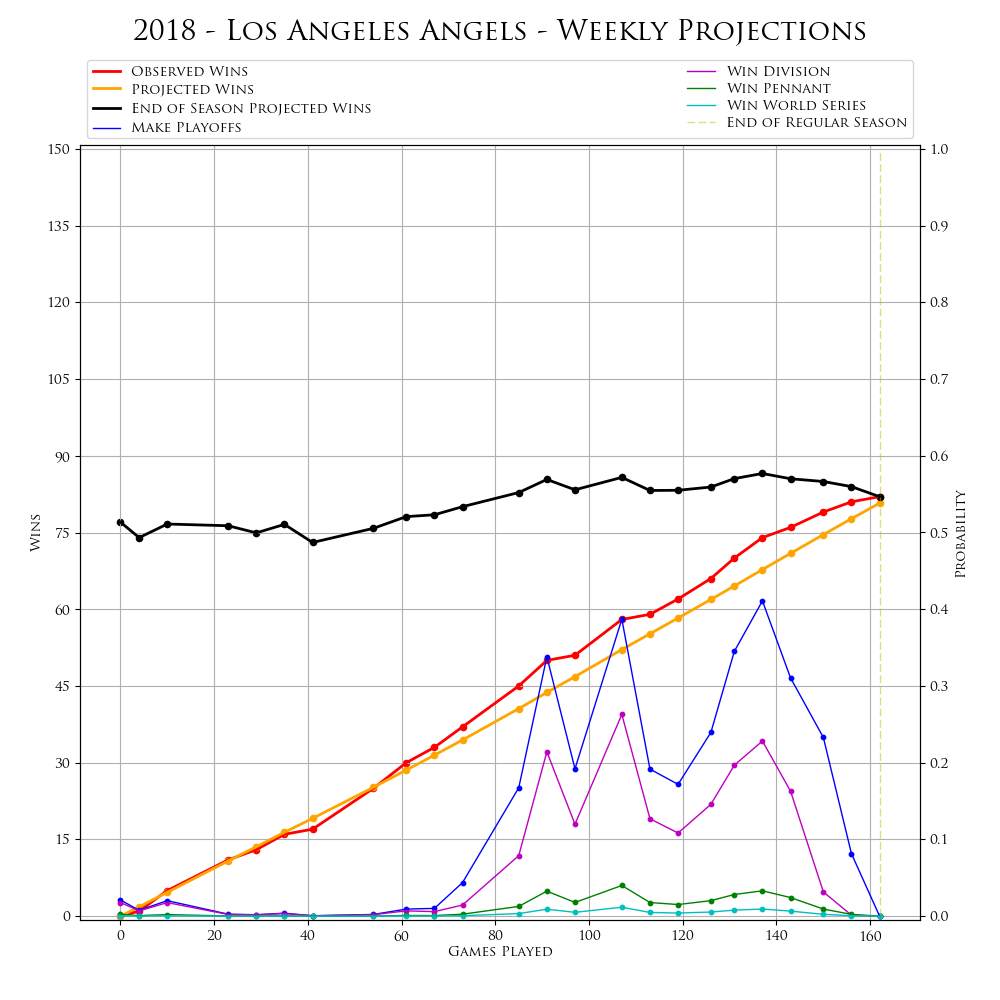 2018 - Los Angeles Angels - Weekly Projections
Observed Wins
Projected Wins
End of Season Projected Wins
Make Playoffs
Win Division
Win Pennant
Win World Series
End of Regular Season
150
135
120
105
90
75
60
45
30
15
0
Wins
1.0
0.9
0.8
0.7
0.6
0.5
0.4
0.3
0.2
0.1
0.0
Probability
0 20 40 60 80 100 120 140 160
Games Played